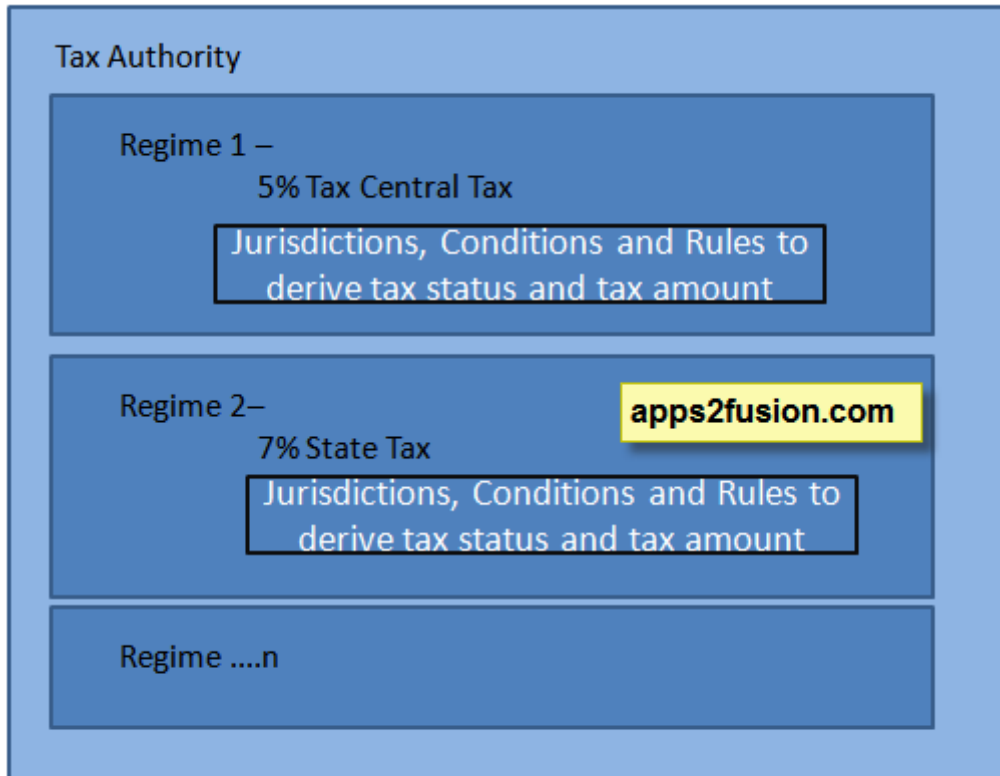 Tax Authority
Regime 1 –
5% Tax Central Tax
Jurisdictions, Conditions and Rules to
derive tax status and tax amount
Regime 2–
apps2fusion.com
7% State Tax
Jurisdictions, Conditions and Rules to
derive tax status and tax amount
Regime ....n